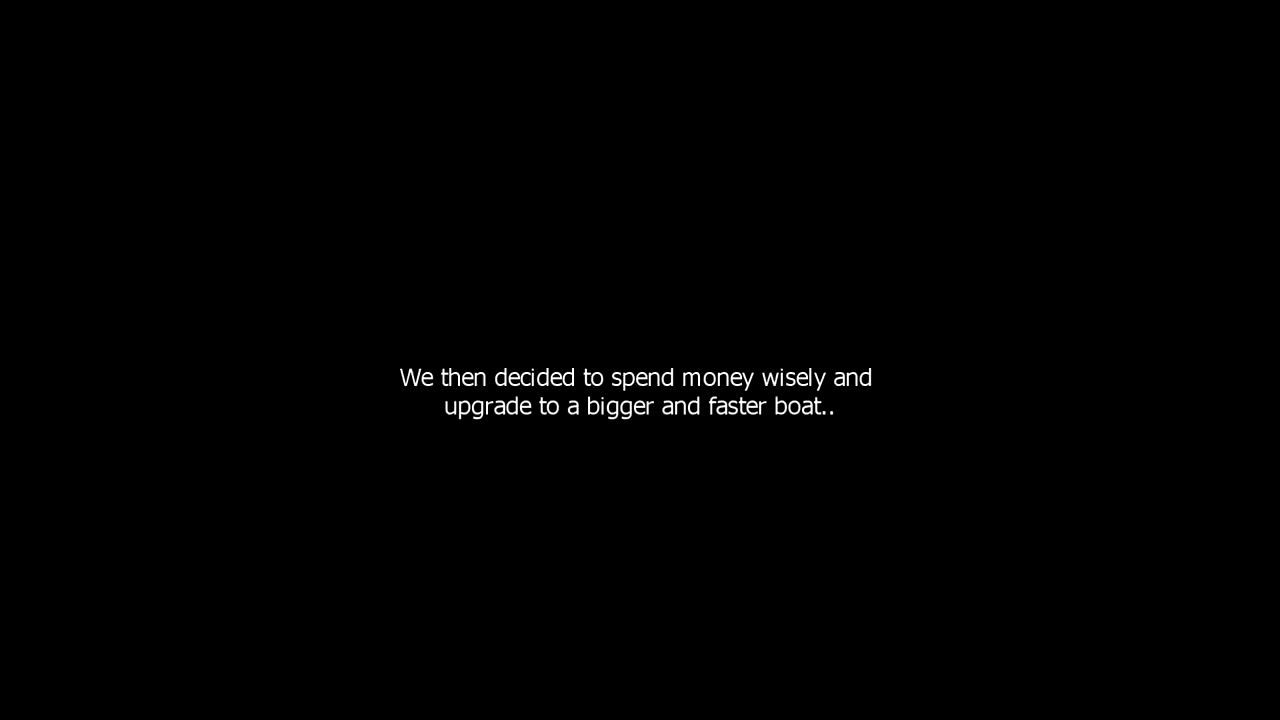 We then decided to spend money wisely and
upgrade to a bigger and faster boat..